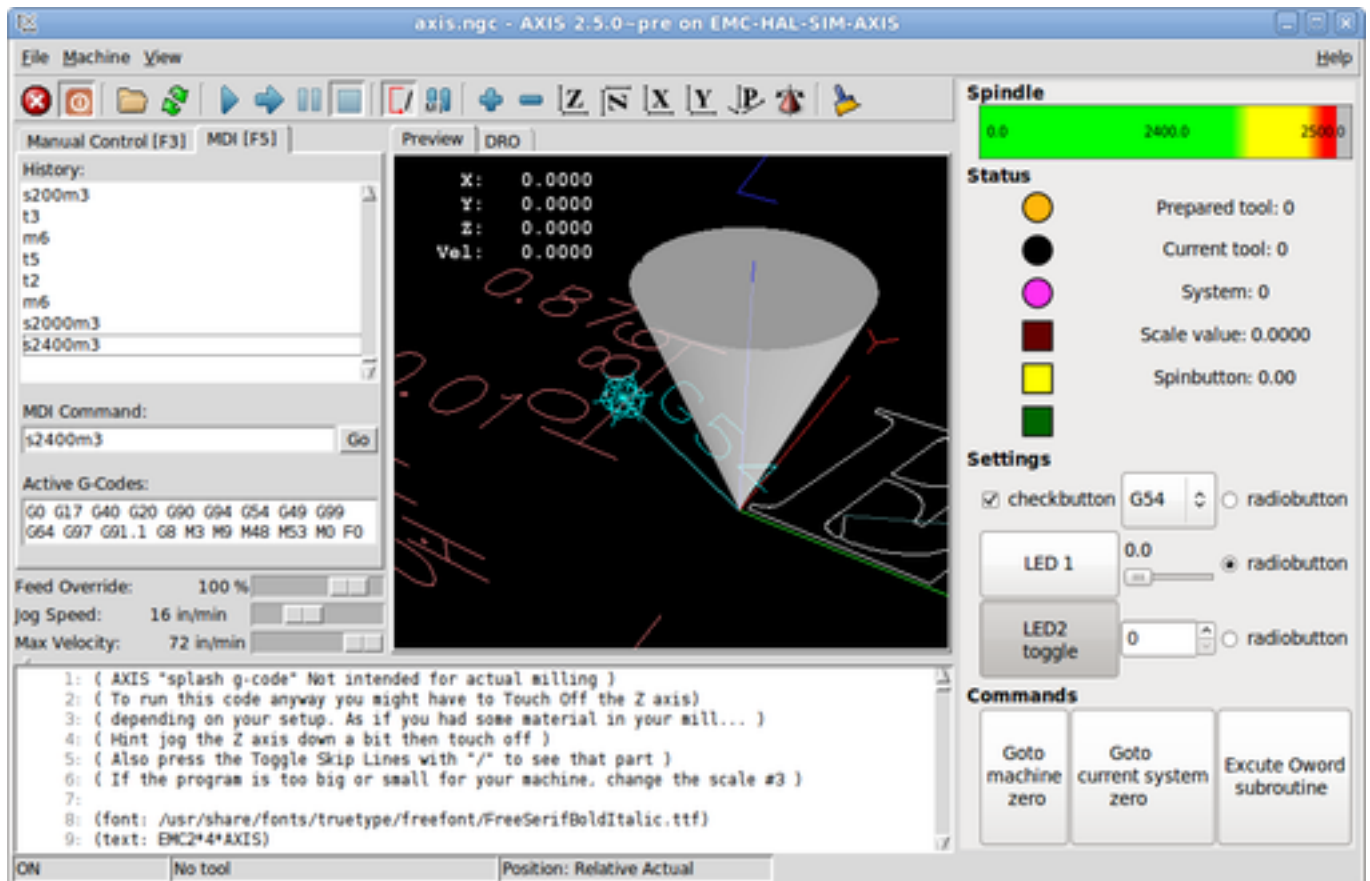 axis.ngc - AXIS 2.5.0~pre on EMC-HAL-SIM-AXIS
File Machine View Help
Z N X Y P
Manual Control [F3] MDI [F5]
History:
s200m3
t3
m6
t5
t2
m6
s2000m3
s2400m3
MDI Command:
s2400m3 Go
Active G-Codes:
G0 G17 G40 G20 G90 G94 G54 G49 G99
G64 G97 G91.1 G8 M3 M9 M48 M53 M0 F0
Feed Override: 100 %
Jog Speed: 16 in/min
Max Velocity: 72 in/min
Preview DRO
X: 0.0000
Y: 0.0000
Z: 0.0000
Vel: 0.0000
G54
Y
Spindle
0.0 2400.0 2500.0
Status
Prepared tool: 0
Current tool: 0
System: 0
Scale value: 0.0000
Spinbutton: 0.00
Settings
checkbutton G54 radiobutton
LED 1 0.0 radiobutton
LED2
toggle 0 radiobutton
Commands
Goto
machine
zero
Goto
current system
zero
Excute Oword
subroutine
1: ( AXIS "splash g-code" Not intended for actual milling )
2: ( To run this code anyway you might have to Touch Off the Z axis)
3: ( depending on your setup. As if you had some material in your mill... )
4: ( Hint jog the Z axis down a bit then touch off )
5: ( Also press the Toggle Skip Lines with "/" to see that part )
6: ( If the program is too big or small for your machine, change the scale #3 )
7:
8: (font: /usr/share/fonts/truetype/freefont/FreeSerifBoldItalic.ttf)
9: (text: EMC2*4*AXIS)
ON No tool Position: Relative Actual